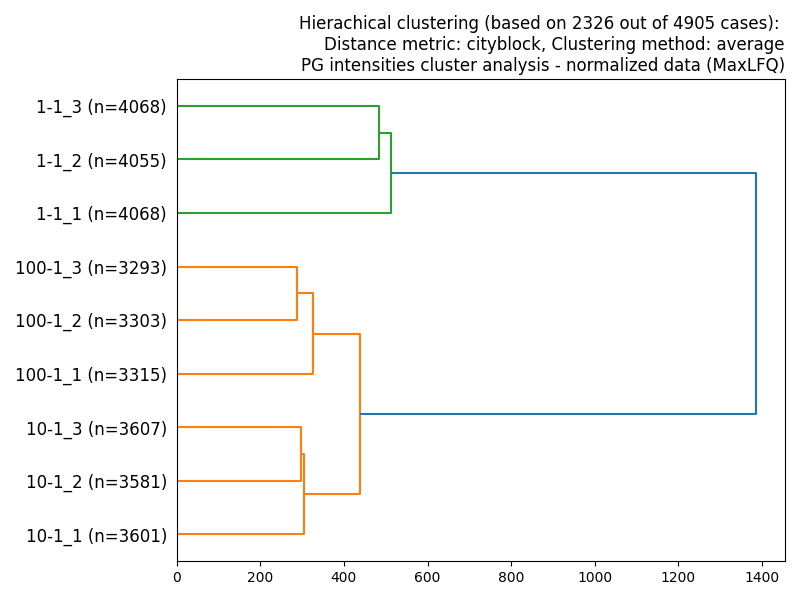 Hierachical clustering (based on 2326 out of 4905 cases):
Distance metric: cityblock, Clustering method: average
PG intensities cluster analysis - normalized data (MaxLFQ)
1-1_3 (n=4068)
1-1_2 (n=4055)
1-1_1 (n=4068)
100-1_3 (n=3293)
100-1_2 (n=3303)
100-1_1 (n=3315)
10-1_3 (n=3607)
10-1_2 (n=3581)
10-1_1 (n=3601)
0 200 400 600 800 1000 1200 1400